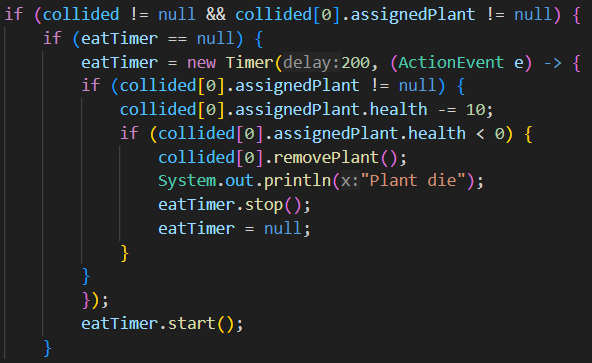 if (collided != null && collided[0].assignedPlant != null) {
    if (eatTimer == null) {
        eatTimer = new Timer(delay:200, (ActionEvent e) -> {
        if (collided[0].assignedPlant != null) {
            collided[0].assignedPlant.health -= 10;
            if (collided[0].assignedPlant.health < 0) {
                collided[0].removePlant();
                System.out.println(x:"Plant die");
                eatTimer.stop();
                eatTimer = null;
            }
        }
        });
        eatTimer.start();
    }